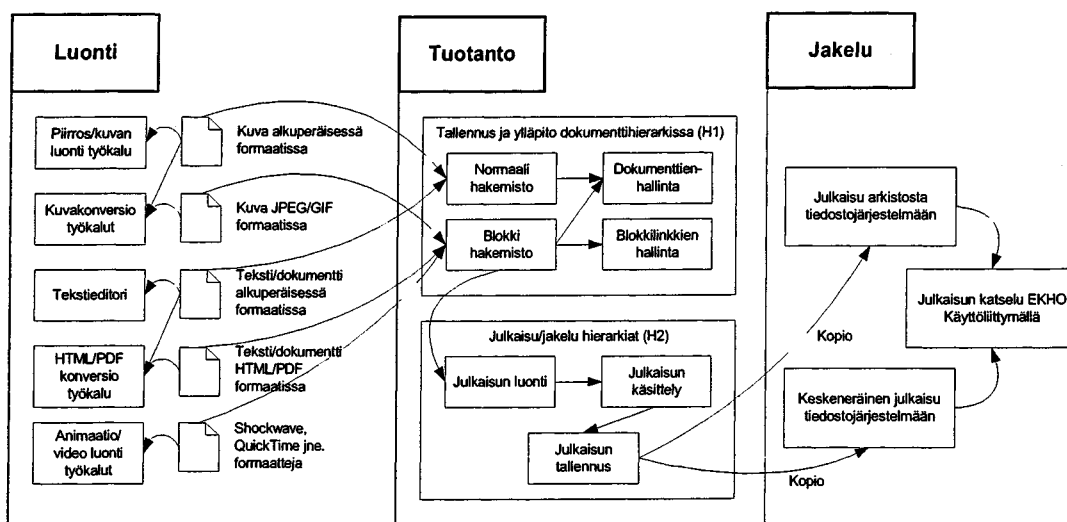 Luonti
Piirros/kuvan
luonti työkalu
Kuva alkuperäisessä
formaatissa
Kuvakonversio
työkalut
Kuva JPEG/GIF
formaatissa
Tekstieditori
Teksti/dokumentti
alkuperäisessä
formaatissa
HTML/PDF
konversio
työkalu
Teksti/dokumentti
HTML/PDF
formaatissa
Animaatio/
video luonti
työkalut
Shockwave,
QuickTime jne.
formaatteja
Tuotanto
Tallennus ja ylläpito dokumenttihierarkissa (H1)
Normaali
hakemisto
Dokumenttien-
hallinta
Blokki
hakemisto
Blokkilinkkien
hallinta
Julkaisu/jakelu hierarkiat (H2)
Julkaisun luonti
Julkaisun
käsittely
Julkaisun
tallennus
Jakelu
Julkaisu arkistosta
tiedostojärjestelmään
Julkaisun katselu EKHO
Käyttöliittymällä
Kopio
Keskeneräinen julkaisu
tiedostojärjestelmään
Kopio